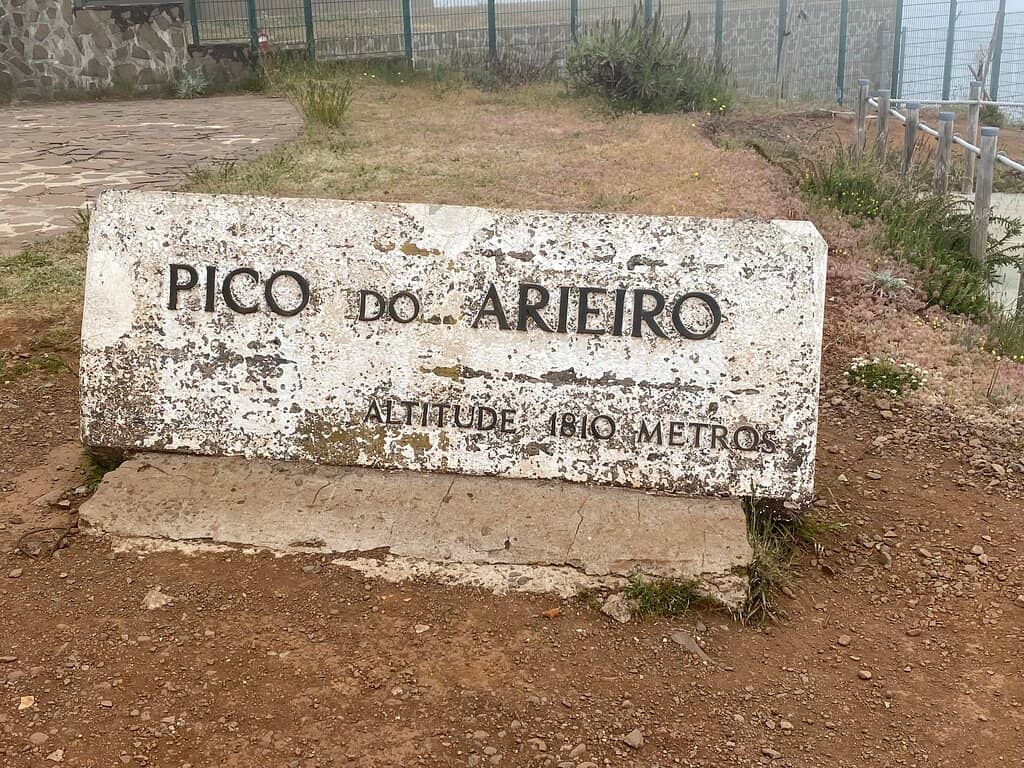 PICO DO ARIEIRO
ALTITUDE 1810 METROS